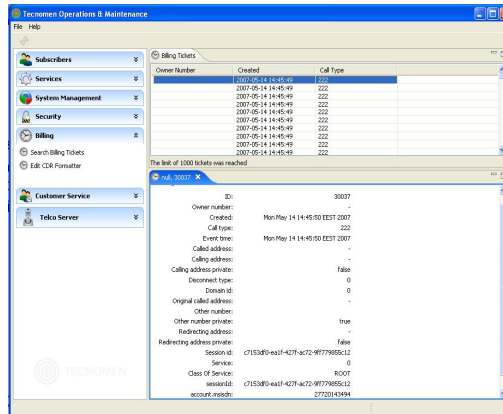 Tecnomen Operations & Maintenance
File Help
Subscribers
Services
System Management
Security
Billing
Search Billing Tickets
Edit CDR Formatter
Customer Service
Telco Server
TECNOMEN
Billing Tickets
Owner Number Created Call Type
2007-05-14 14:45:49 222
2007-05-14 14:45:49 222
2007-05-14 14:45:49 222
2007-05-14 14:45:49 222
2007-05-14 14:45:49 222
2007-05-14 14:45:49 222
2007-05-14 14:45:49 222
2007-05-14 14:45:49 222
2007-05-14 14:45:49 222
The limit of 1000 tickets was reached
null, 30037
ID: 30037
Owner number: -
Created: Mon May 14 14:45:50 EEST 2007
Call type: 222
Event time: Mon May 14 14:45:50 EEST 2007
Called address: -
Calling address: -
Calling address private: false
Disconnect type: 0
Domain id: 0
Original called address: -
Other number:
Other number private: true
Redirecting address: -
Redirecting address private: false
Session id: c7153df0-ea1f-427f-ac72-9ff779855c12
Service: 0
Class Of Service: ROOT
sessionId: c7153df0-ea1f-427f-ac72-9ff779855c12
account.msisdn: 27720143494